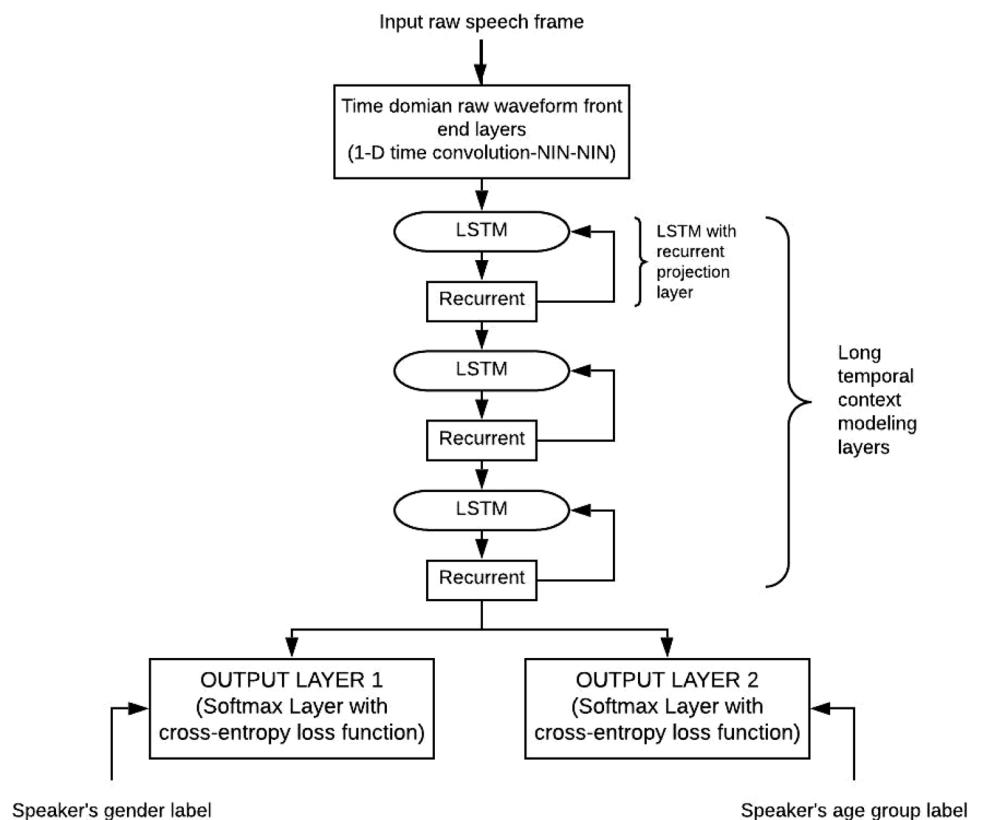 Input raw speech frame
Time domian raw waveform front
end layers
(1-D time convolution-NIN-NIN)
LSTM
LSTM with
recurrent
projection
layer
Recurrent
LSTM
Recurrent
Long
temporal
context
modeling
layers
LSTM
Recurrent
OUTPUT LAYER 1
(Softmax Layer with
cross-entropy loss function)
OUTPUT LAYER 2
(Softmax Layer with
cross-entropy loss function)
Speaker's gender label
Speaker's age group label